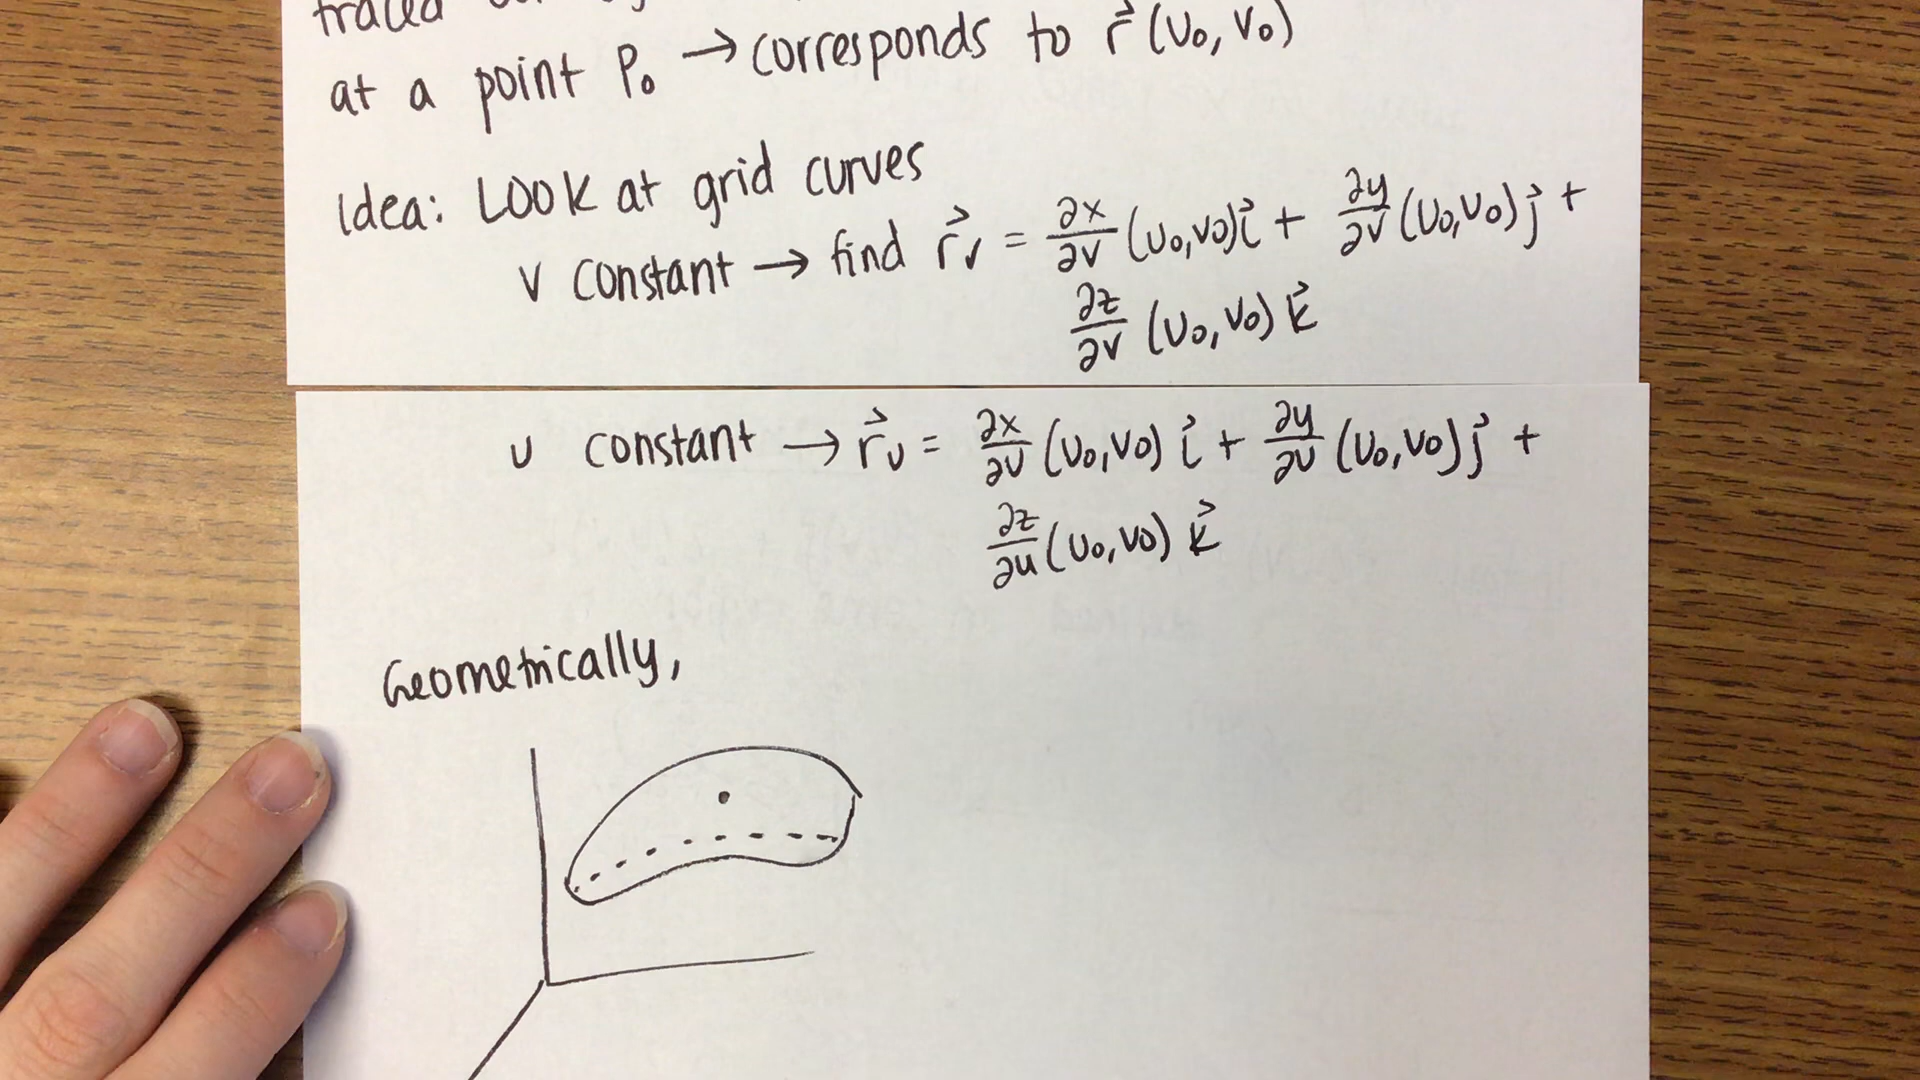 traced
at a point P₀ → corresponds to r⃗(u₀, v₀)
Idea: Look at grid curves
v constant → find r⃗ᵥ = ∂x/∂v (u₀,v₀)i⃗ + ∂y/∂v (u₀,v₀)j⃗ +
∂z/∂v (u₀, v₀) k⃗
u constant → r⃗ᵤ = ∂x/∂u (u₀,v₀) i⃗ + ∂y/∂u (u₀,v₀) j⃗ +
∂z/∂u (u₀, v₀) k⃗
Geometrically,